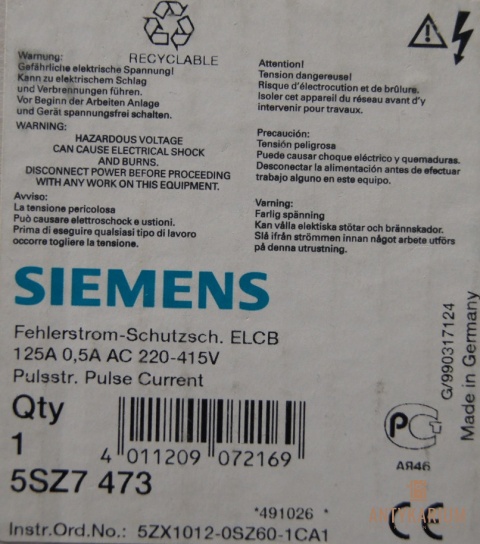 RECYCLABLE
Warnung:
Gefährliche elektrische Spannung!
Kann zu elektrischem Schlag
und Verbrennungen führen.
Vor Beginn der Arbeiten Anlage
und Gerät spannungsfrei schalten.
WARNING:
HAZARDOUS VOLTAGE
CAN CAUSE ELECTRICAL SHOCK
AND BURNS.
DISCONNECT POWER BEFORE PROCEEDING
WITH ANY WORK ON THIS EQUIPMENT.
Avviso:
La tensione pericolosa
Può causare elettroschock e ustioni.
Prima di eseguire qualsiasi tipo di lavoro
occorre togliere la tensione.
Attention!
Tension dangereuse!
Risque d'électrocution et de brûlure.
Isoler cet appareil du réseau avant d'y
intervenir pour travaux.
Precaución:
Tensión peligrosa
Puede causar choque eléctrico y quemaduras.
Desconectar la alimentación antes de efectuar
trabajo alguno en este equipo.
Varning:
Farlig spänning
Kan vålla elektiska stötar och brännskador.
Slå ifrån strömmen innan något arbete utförs
på denna utrustning.
SIEMENS
Fehlerstrom-Schutzsch. ELCB
125A 0,5A AC 220-415V
Pulsstr. Pulse Current
Qty
1
4 011209 072169
5SZ7 473
*491026 *
Instr.Ord.No.: 5ZX1012-0SZ60-1CA1
G/990317124
Made in Germany
РСТ
АЯ46
CE